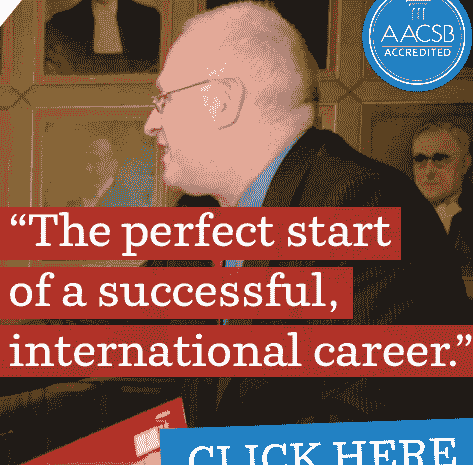 AACSB
ACCREDITED
“The perfect start
of a successful,
international career.”
CLICK HERE